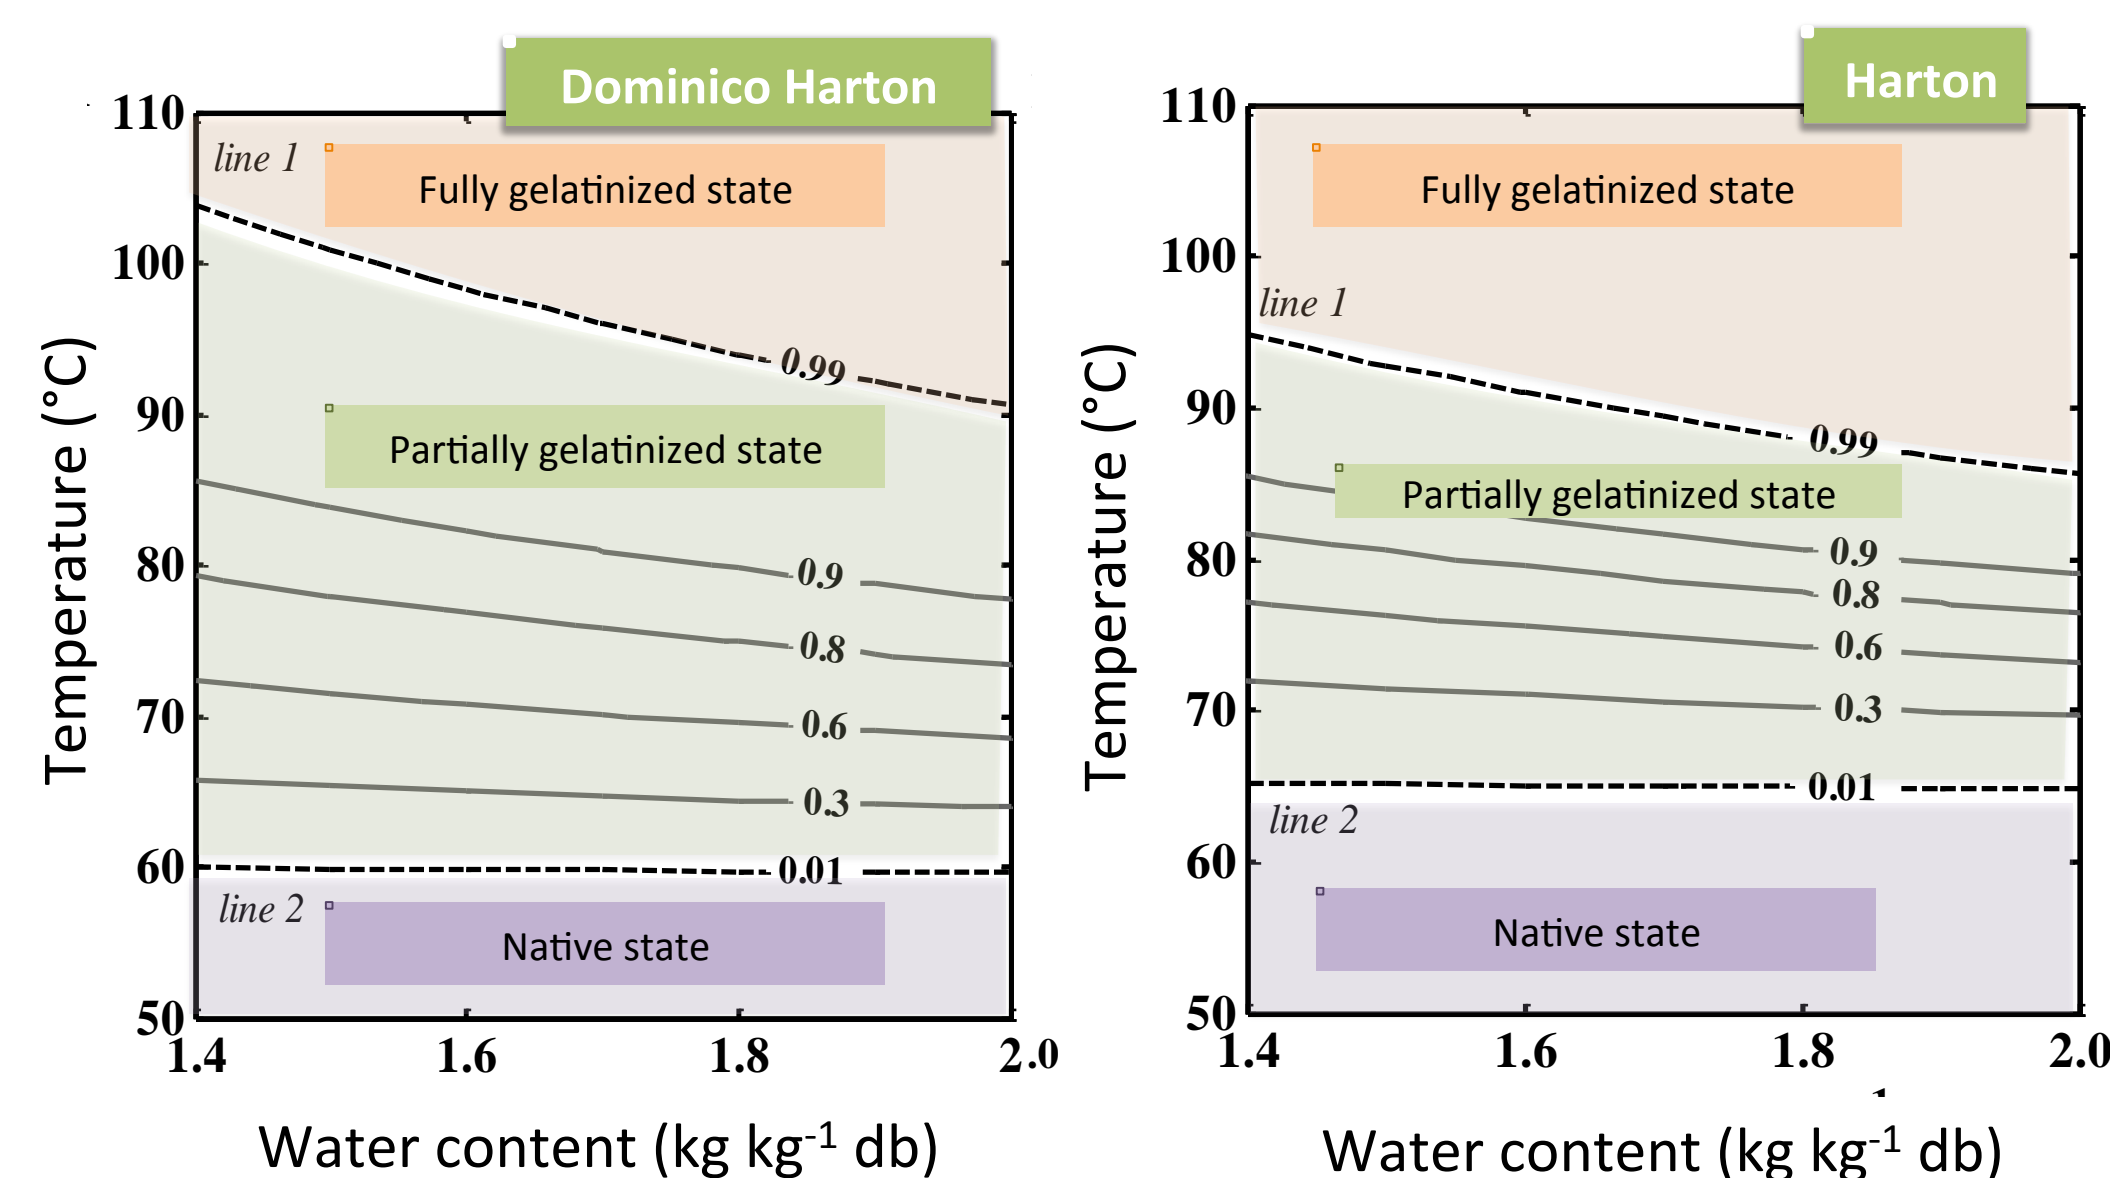 Dominico Harton
110
line 1
Fully gelatinized state
100
0.99
90
Partially gelatinized state
Temperature (°C)
80
0.9
0.8
70
0.6
0.3
60
0.01
line 2
Native state
50
1.4 1.6 1.8 2.0
Water content (kg kg-1 db)
Harton
110
Fully gelatinized state
100
line 1
90
0.99
Partially gelatinized state
Temperature (°C)
80
0.9
0.8
0.6
70
0.3
0.01
line 2
60
Native state
50
1.4 1.6 1.8 2.0
Water content (kg kg-1 db)